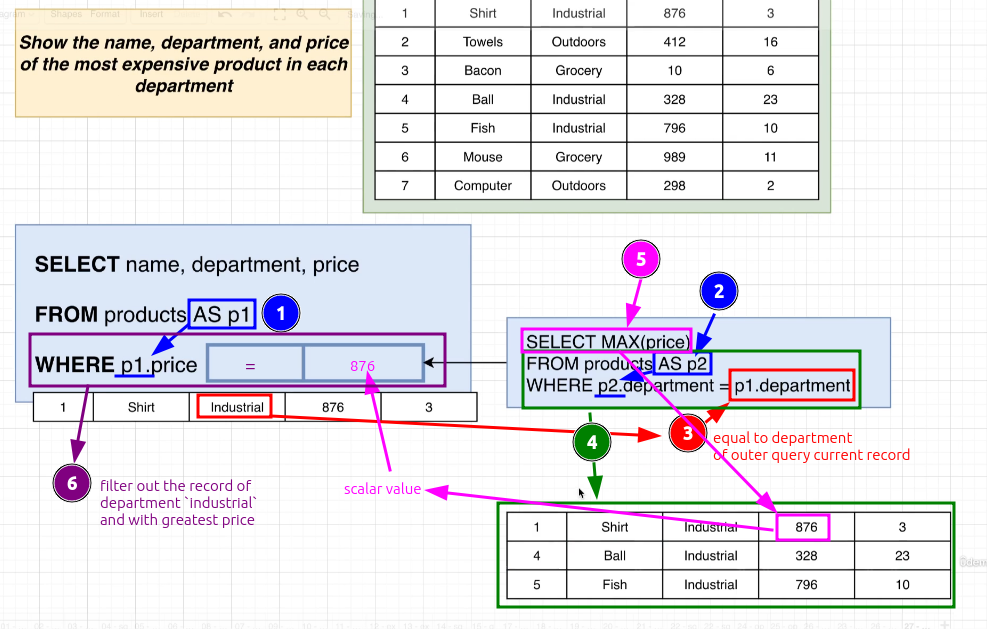 Shapes Format Insert
Show the name, department, and price
of the most expensive product in each
department
1 Shirt Industrial 876 3
2 Towels Outdoors 412 16
3 Bacon Grocery 10 6
4 Ball Industrial 328 23
5 Fish Industrial 796 10
6 Mouse Grocery 989 11
7 Computer Outdoors 298 2
SELECT name, department, price
FROM products AS p1
1
WHERE p1.price = 876
5
2
SELECT MAX(price)
FROM products AS p2
WHERE p2.department = p1.department
1 Shirt Industrial 876 3
3
equal to department
of outer query current record
4
6
filter out the record of
department `industrial`
and with greatest price
scalar value
1 Shirt Industrial 876 3
4 Ball Industrial 328 23
5 Fish Industrial 796 10